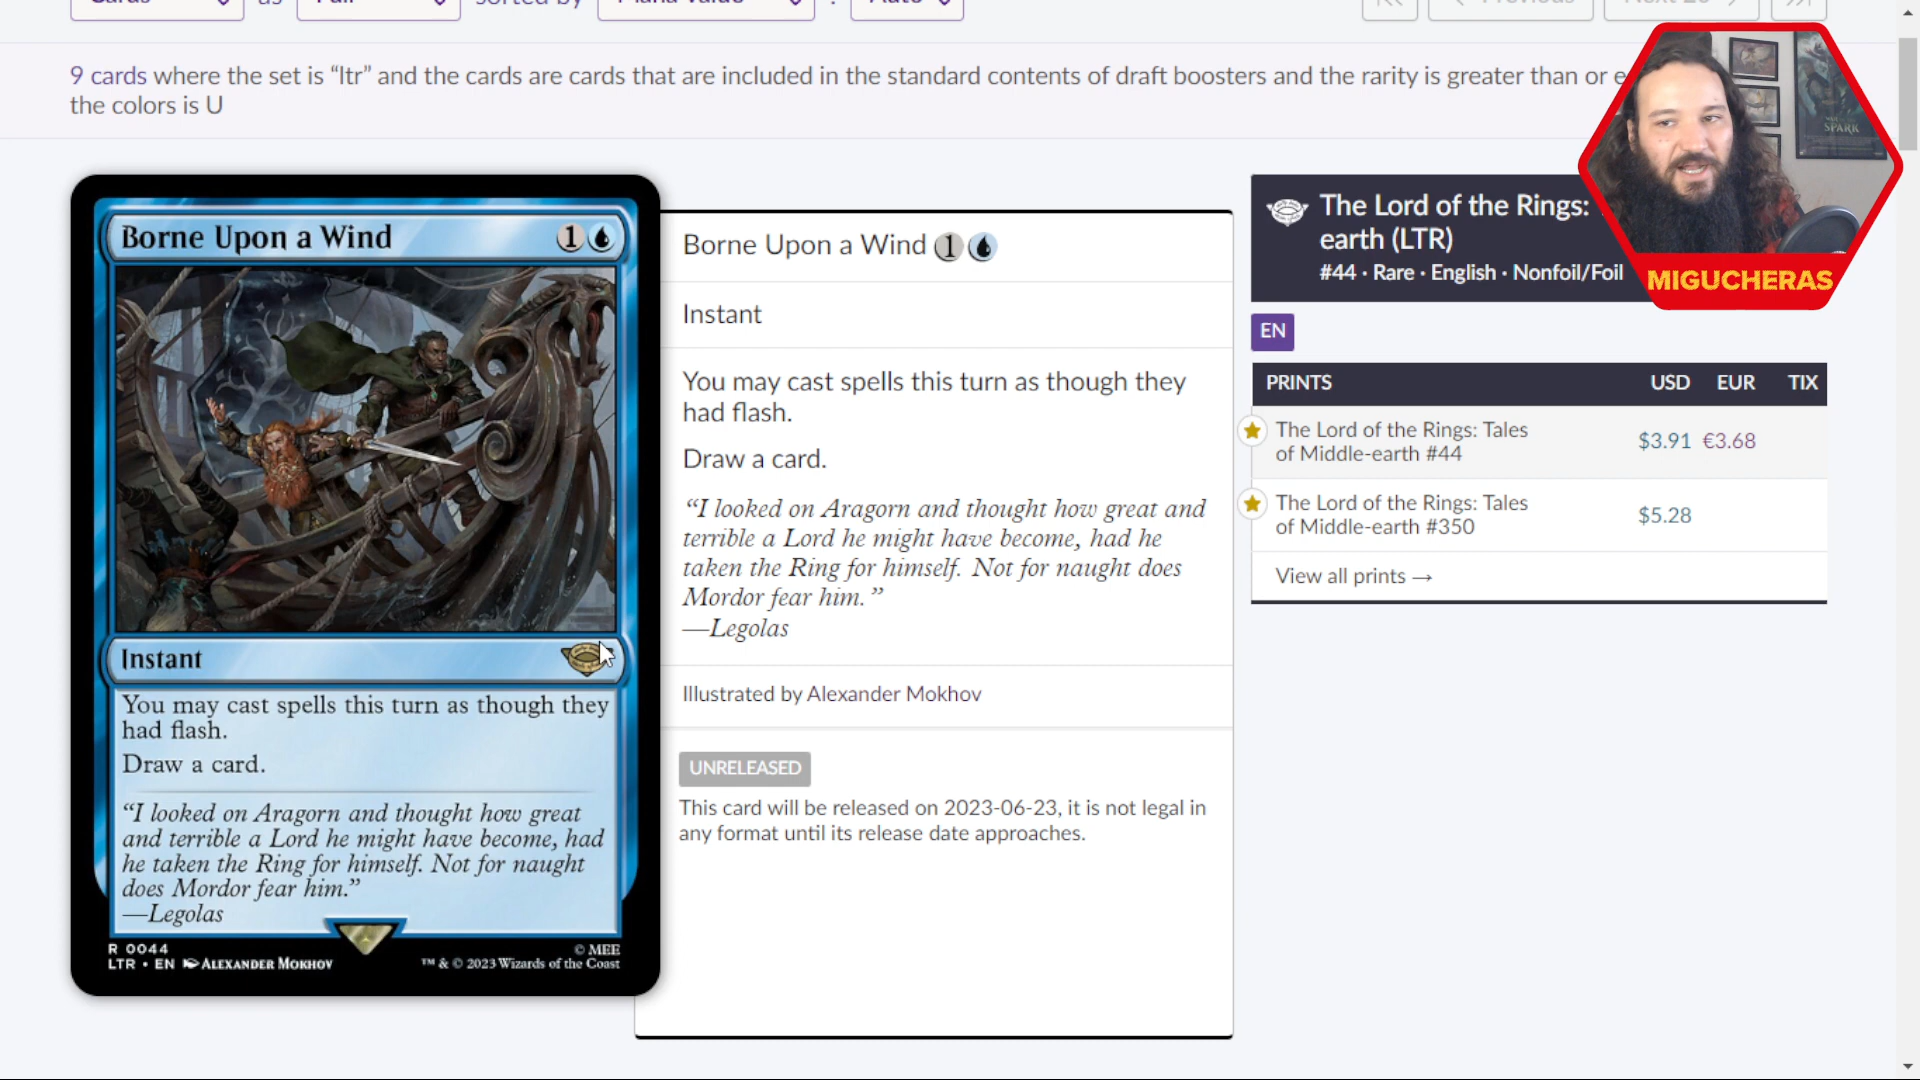 sorted by
9 cards where the set is “ltr” and the cards are cards that are included in the standard contents of draft boosters and the rarity is greater than or
the colors is U
Borne Upon a Wind 1
Instant
You may cast spells this turn as though they
had flash.
Draw a card.
“I looked on Aragorn and thought how great
and terrible a Lord he might have become, had
he taken the Ring for himself. Not for naught
does Mordor fear him.”
—Legolas
R 0044
LTR • EN ALEXANDER MOKHOV
© MEE
™ & © 2023 Wizards of the Coast
Borne Upon a Wind 1
Instant
You may cast spells this turn as though they
had flash.
Draw a card.
“I looked on Aragorn and thought how great and
terrible a Lord he might have become, had he
taken the Ring for himself. Not for naught does
Mordor fear him.”
—Legolas
Illustrated by Alexander Mokhov
UNRELEASED
This card will be released on 2023-06-23, it is not legal in
any format until its release date approaches.
The Lord of the Rings:
earth (LTR)
#44 · Rare · English · Nonfoil/Foil
EN
PRINTS USD EUR TIX
The Lord of the Rings: Tales
of Middle-earth #44
$3.91 €3.68
The Lord of the Rings: Tales
of Middle-earth #350
$5.28
View all prints →
SPARK
MIGUCHERAS